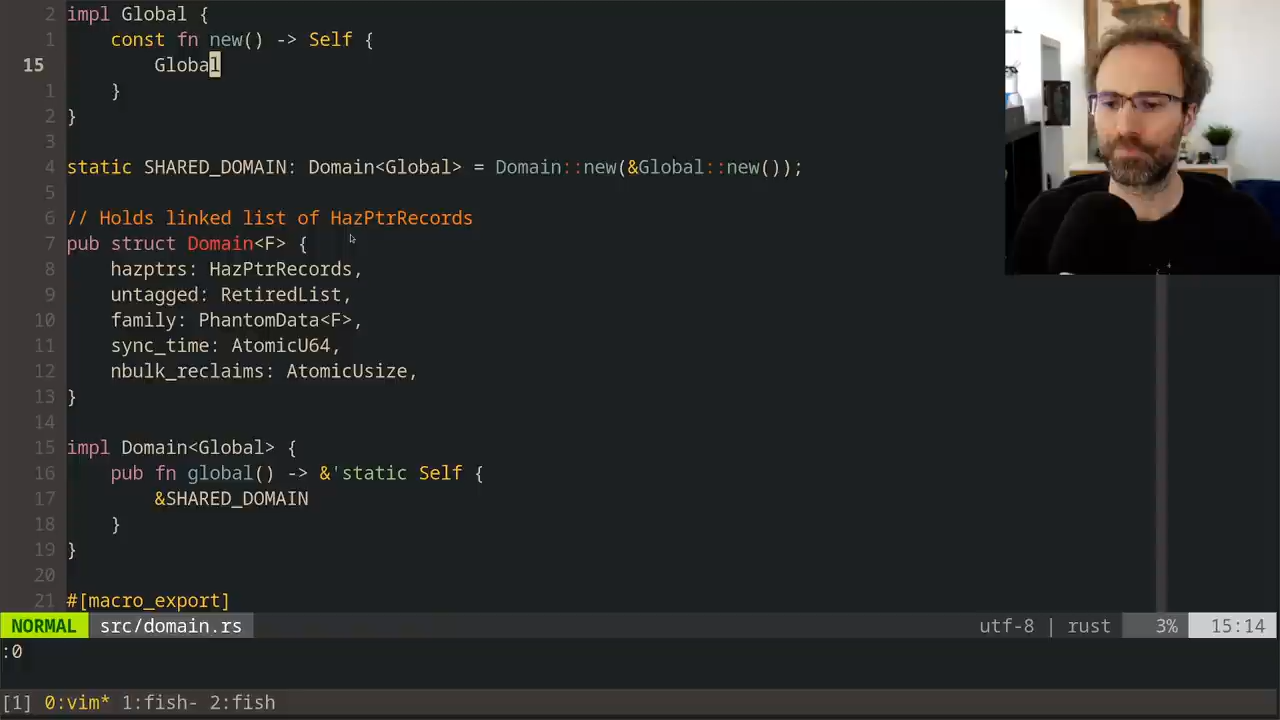 2 impl Global {
1     const fn new() -> Self {
15         Global
1     }
2 }
3
4 static SHARED_DOMAIN: Domain<Global> = Domain::new(&Global::new());
5
6 // Holds linked list of HazPtrRecords
7 pub struct Domain<F> {
8     hazptrs: HazPtrRecords,
9     untagged: RetiredList,
10     family: PhantomData<F>,
11     sync_time: AtomicU64,
12     nbulk_reclaims: AtomicUsize,
13 }
14
15 impl Domain<Global> {
16     pub fn global() -> &'static Self {
17         &SHARED_DOMAIN
18     }
19 }
20
21 #[macro_export]
NORMAL src/domain.rs utf-8 | rust 3% 15:14
:0
[1] 0:vim* 1:fish- 2:fish